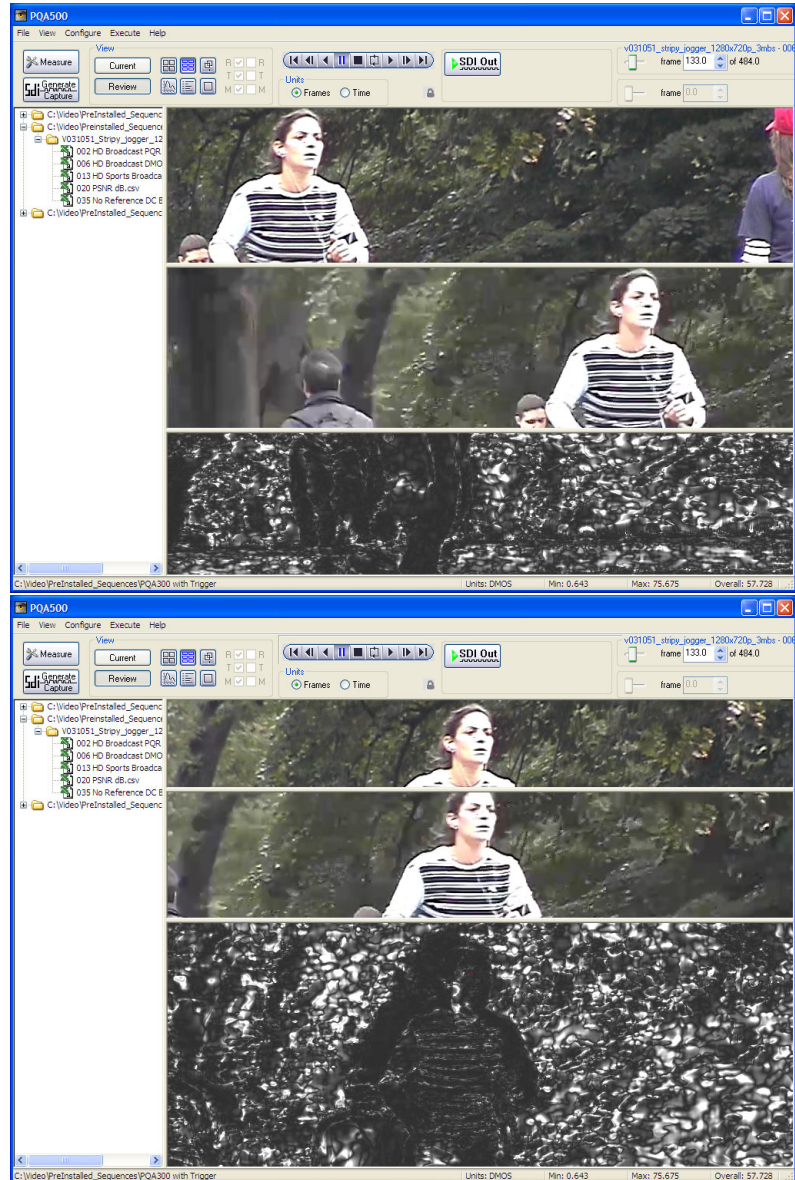 PQA500
File View Configure Execute Help
Measure
View
Current
R R
T T
M M
Generate
Sdi Capture
Review
Units
Frames Time
SDI Out
v031051_stripy_jogger_1280x720p_3mbs - 006
frame 133.0 of 484.0
frame 0.0
C:\Video\PreInstalled_Sequenc
C:\Video\Preinstalled_Sequence
V031051_Stripy_jogger_12
002 HD Broadcast PQR
006 HD Broadcast DMO
013 HD Sports Broadca
020 PSNR dB.csv
035 No Reference DC B
C:\Video\PreInstalled_Sequenc
C:\Video\PreInstalled_Sequences\PQA300 with Trigger
Units: DMOS Min: 0.643 Max: 75.675 Overall: 57.728
PQA500
File View Configure Execute Help
Measure
View
Current
R R
T T
M M
Generate
Sdi Capture
Review
Units
Frames Time
SDI Out
v031051_stripy_jogger_1280x720p_3mbs - 006
frame 133.0 of 484.0
frame 0.0
C:\Video\PreInstalled_Sequenc
C:\Video\Preinstalled_Sequence
V031051_Stripy_jogger_12
002 HD Broadcast PQR
006 HD Broadcast DMO
013 HD Sports Broadca
020 PSNR dB.csv
035 No Reference DC B
C:\Video\PreInstalled_Sequenc
C:\Video\PreInstalled_Sequences\PQA300 with Trigger
Units: DMOS Min: 0.643 Max: 75.675 Overall: 57.728